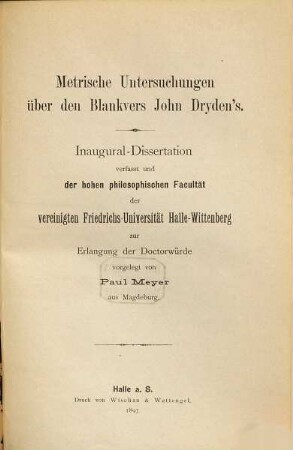 Metrische Untersuchungen
über den Blankvers John Dryden's.
Inaugural-Dissertation
verfasst und
der hohen philosophischen Facultät
der
vereinigten Friedrichs-Universität Halle-Wittenberg
zur
Erlangung der Doctorwürde
vorgelegt von
Paul Meyer
aus Magdeburg.
Halle a. S.
Druck von Wischan & Wettengel.
1897.